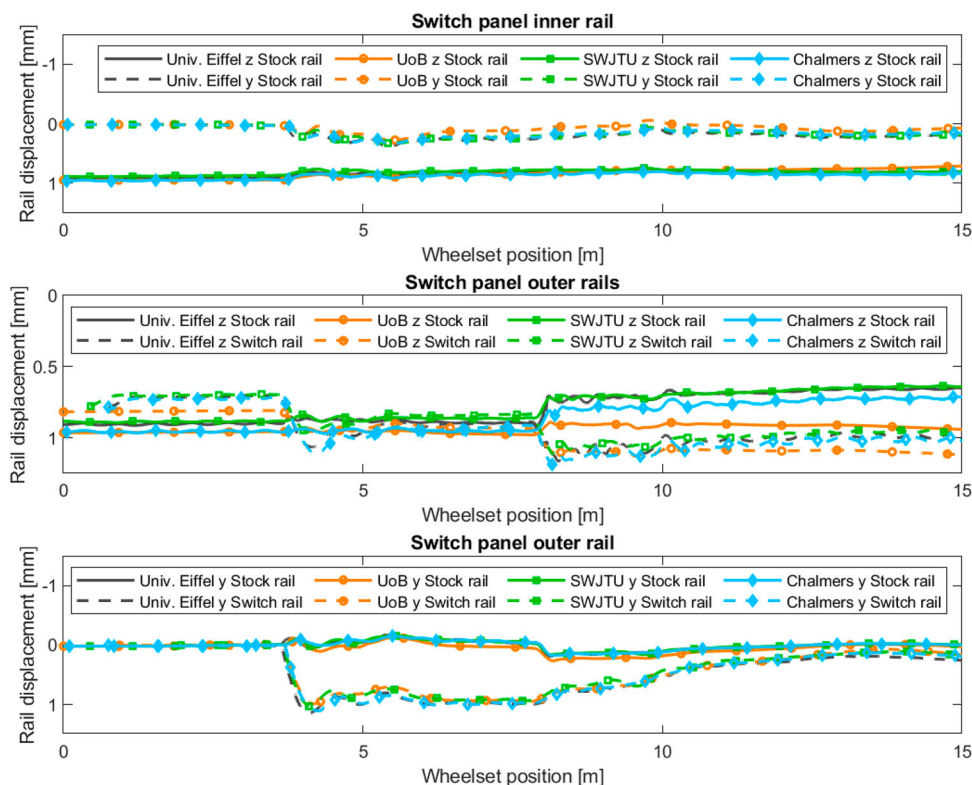 Switch panel inner rail
Univ. Eiffel z Stock rail UoB z Stock rail SWJTU z Stock rail Chalmers z Stock rail
Univ. Eiffel y Stock rail UoB y Stock rail SWJTU y Stock rail Chalmers y Stock rail
Rail displacement [mm]
-1
0
1
0 5 10 15
Wheelset position [m]
Switch panel outer rails
Univ. Eiffel z Stock rail UoB z Stock rail SWJTU z Stock rail Chalmers z Stock rail
Univ. Eiffel z Switch rail UoB z Switch rail SWJTU z Switch rail Chalmers z Switch rail
Rail displacement [mm]
0
0.5
1
0 5 10 15
Wheelset position [m]
Switch panel outer rail
Univ. Eiffel y Stock rail UoB y Stock rail SWJTU y Stock rail Chalmers y Stock rail
Univ. Eiffel y Switch rail UoB y Switch rail SWJTU y Switch rail Chalmers y Switch rail
Rail displacement [mm]
-1
0
1
0 5 10 15
Wheelset position [m]